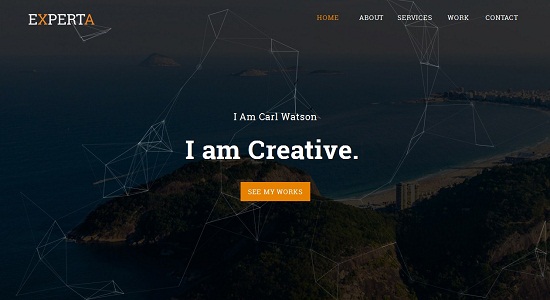 EXPERTA
HOME ABOUT SERVICES WORK CONTACT
I Am Carl Watson
I am Creative.
SEE MY WORKS